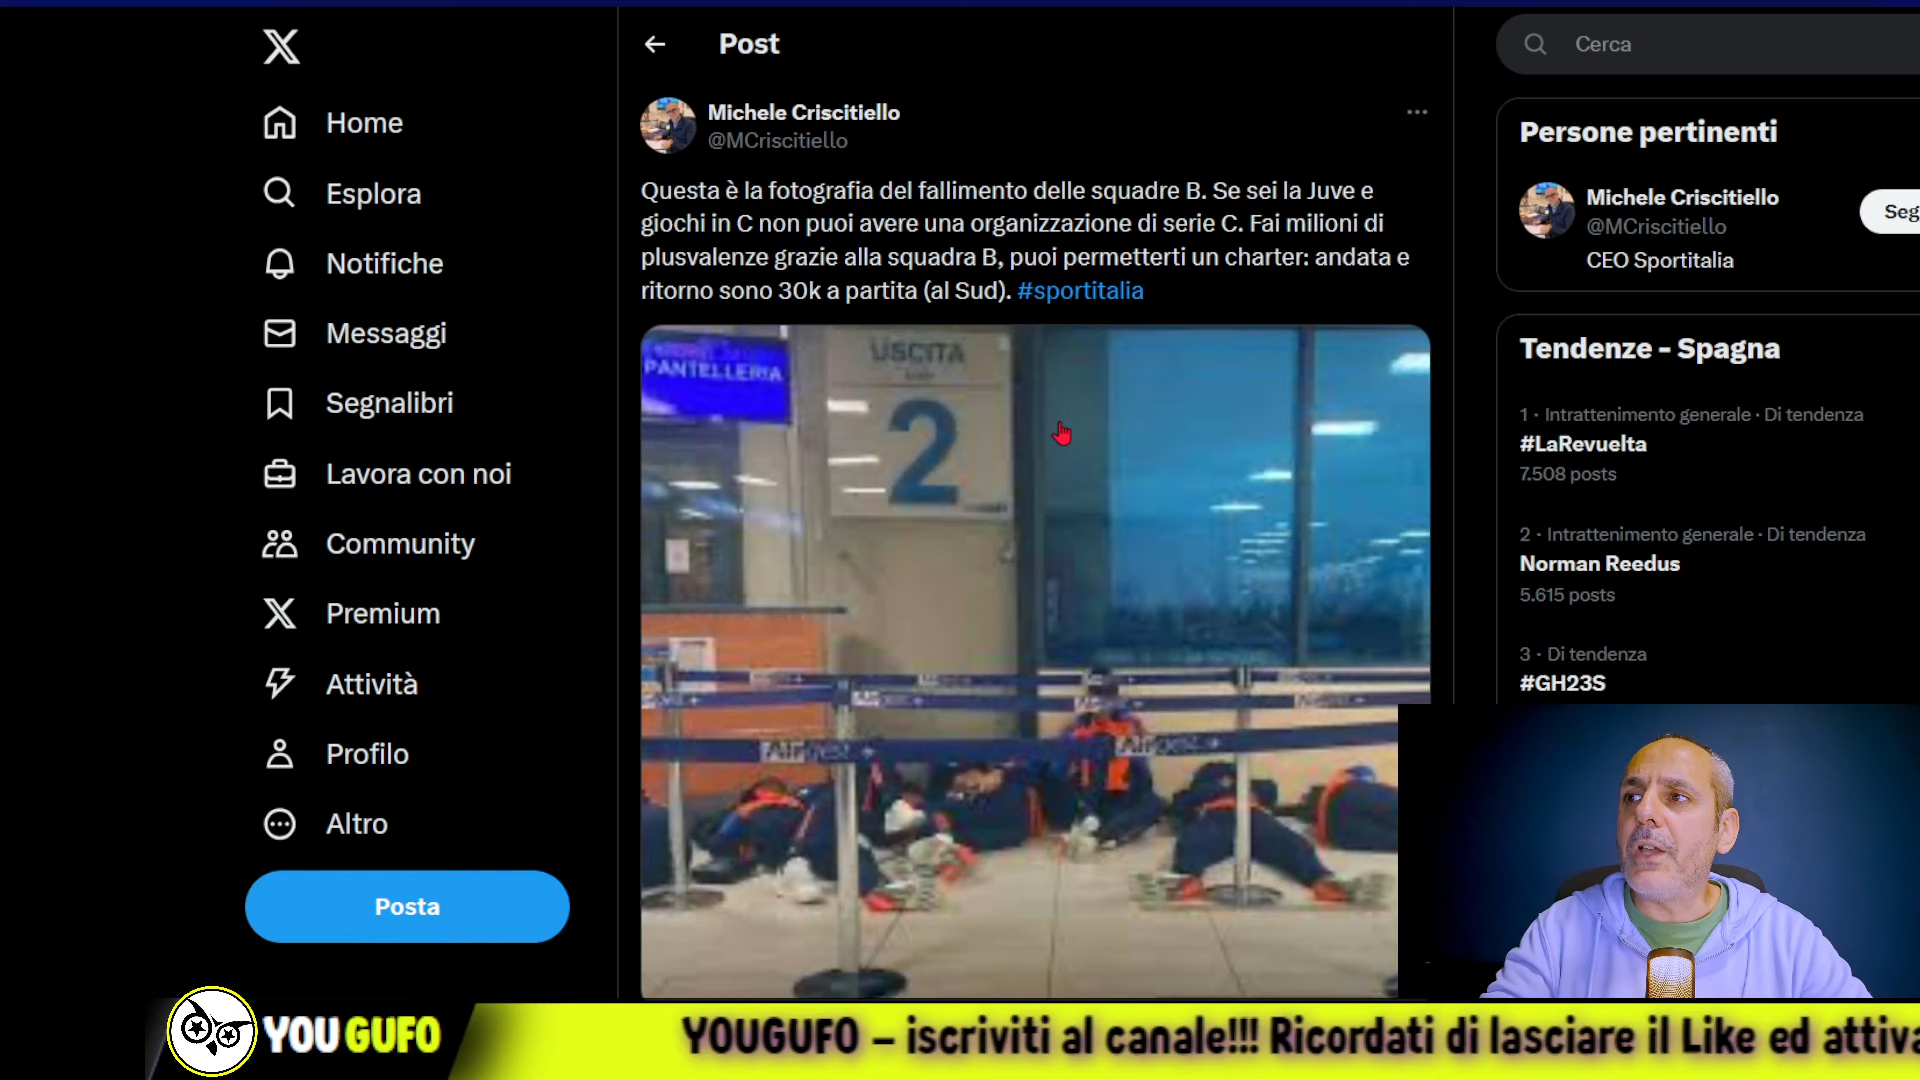 Home
Esplora
Notifiche
Messaggi
Segnalibri
Lavora con noi
Community
Premium
Attività
Profilo
Altro
Posta
Post
Michele Criscitiello
@MCriscitiello
Questa è la fotografia del fallimento delle squadre B. Se sei la Juve e
giochi in C non puoi avere una organizzazione di serie C. Fai milioni di
plusvalenze grazie alla squadra B, puoi permetterti un charter: andata e
ritorno sono 30k a partita (al Sud). #sportitalia
PANTELLERIA
USCITA
2
Cerca
Persone pertinenti
Michele Criscitiello
@MCriscitiello
CEO Sportitalia
Seg
Tendenze - Spagna
1 · Intrattenimento generale · Di tendenza
#LaRevuelta
7.508 posts
2 · Intrattenimento generale · Di tendenza
Norman Reedus
5.615 posts
3 · Di tendenza
#GH23S
YOUGUFO
YOUGUFO – iscriviti al canale!!! Ricordati di lasciare il Like ed attiva